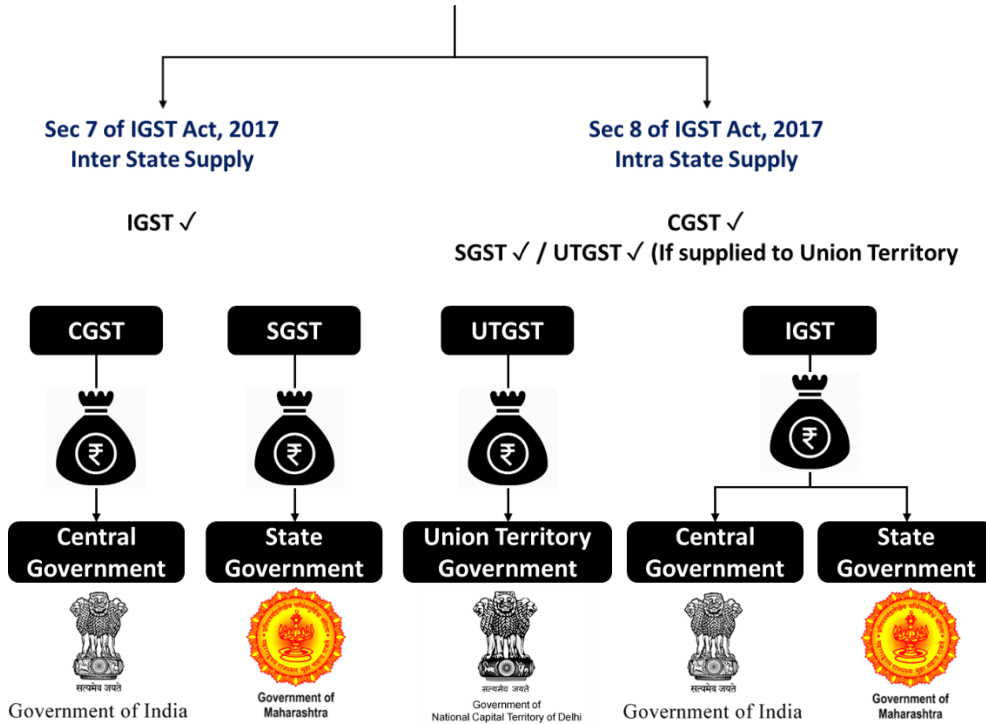 Sec 7 of IGST Act, 2017
Inter State Supply
Sec 8 of IGST Act, 2017
Intra State Supply
IGST ✓
CGST ✓
SGST ✓ / UTGST ✓ (If supplied to Union Territory
CGST
SGST
UTGST
IGST
₹
₹
₹
₹
Central
Government
State
Government
Union Territory
Government
Central
Government
State
Government
सत्यमेव जयते
Government of India
Government of
Maharashtra
सत्यमेव जयते
Government of
National Capital Territory of Delhi
सत्यमेव जयते
Government of India
Government of
Maharashtra